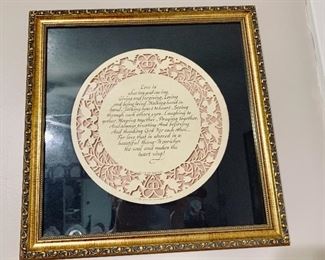 Love is
sharing and caring,
Giving and forgiving, Loving
and being loved, Walking hand in
hand, Talking heart to heart, Seeing
through each others eyes, Laughing together,
Weeping together, Praying together,
And always trusting And believing
And thanking God For each other...
For love that is shared is a
beautiful thing- It enriches
the soul and makes the
heart sing!